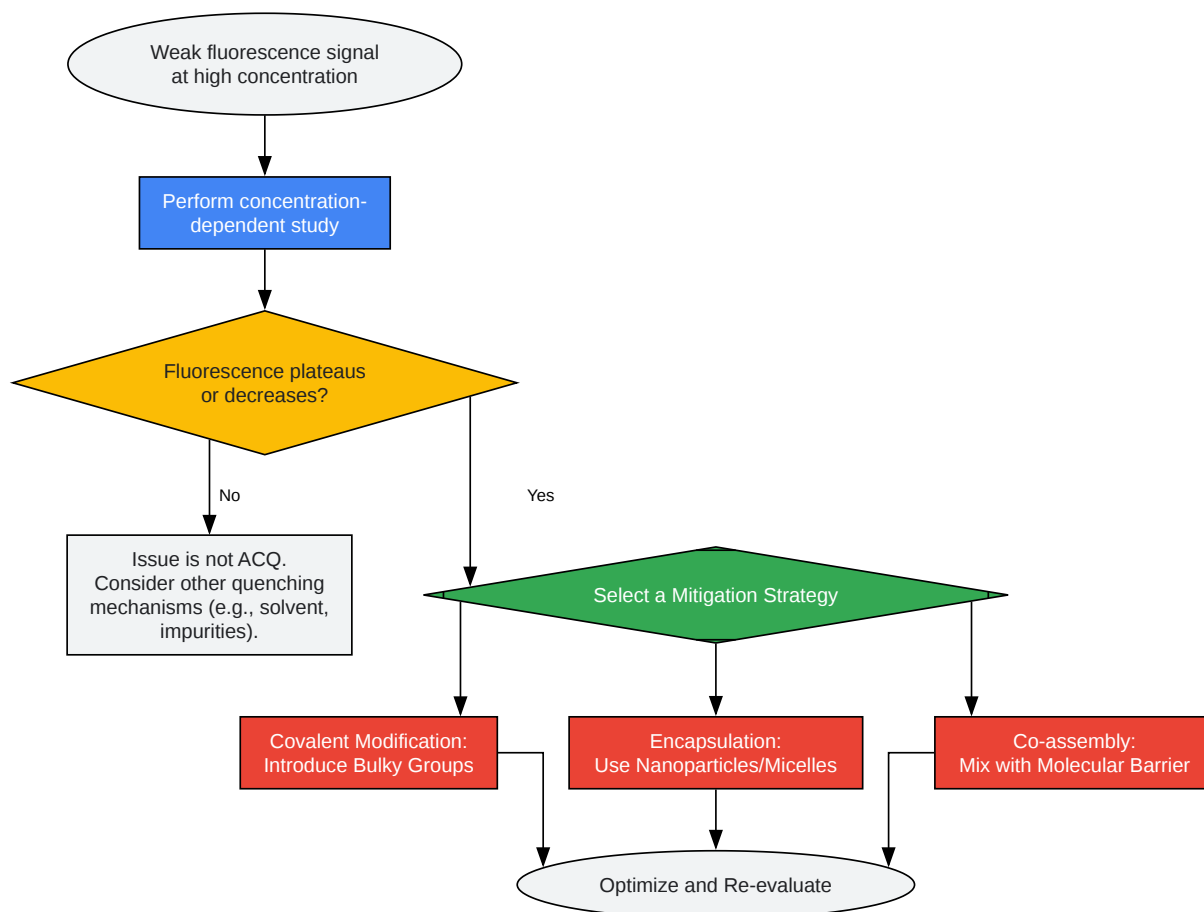 Weak fluorescence signal
at high concentration
Perform concentration-
dependent study
Fluorescence plateaus
or decreases?
No
Yes
Issue is not ACQ.
Consider other quenching
mechanisms (e.g., solvent,
impurities).
Select a Mitigation Strategy
Covalent Modification:
Introduce Bulky Groups
Encapsulation:
Use Nanoparticles/Micelles
Co-assembly:
Mix with Molecular Barrier
Optimize and Re-evaluate